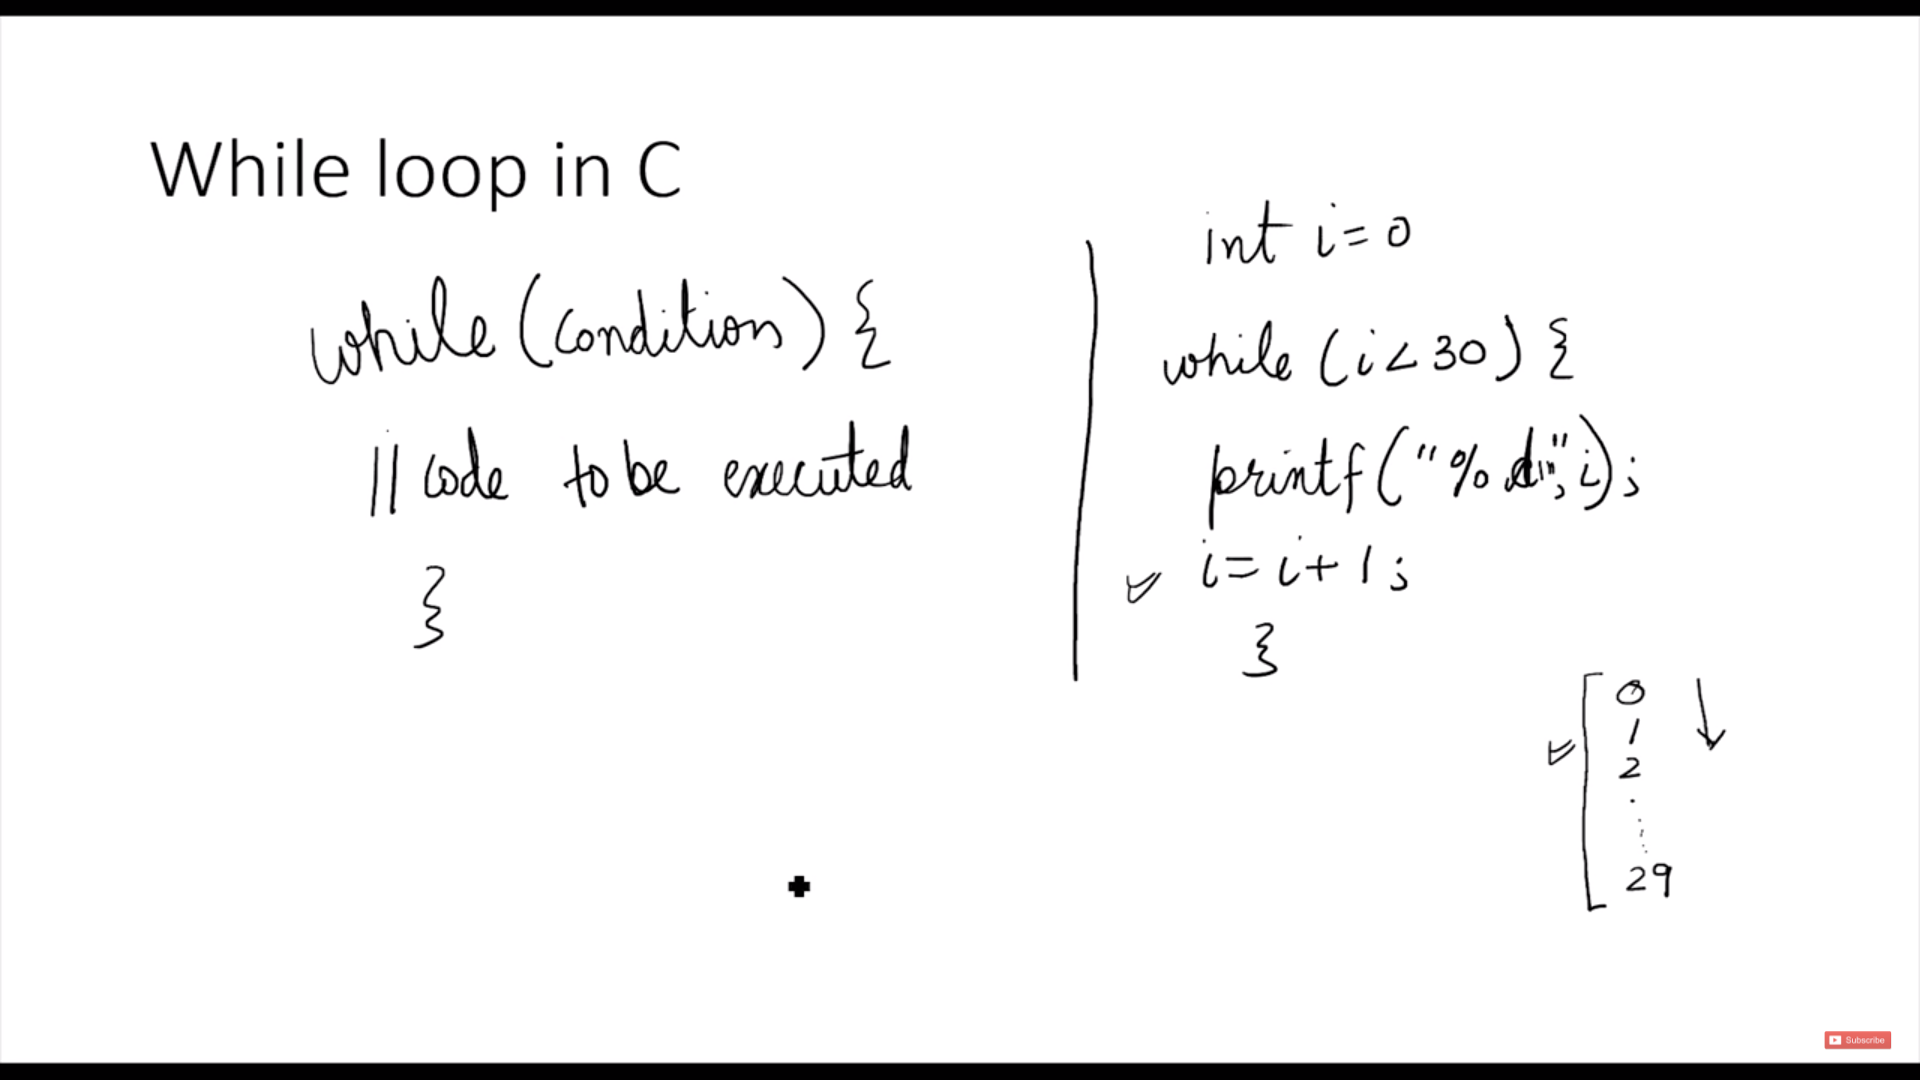 While loop in C
while (condition) {
// code to be executed
}
int i = 0
while (i < 30) {
printf ("%d\n", i);
i = i + 1;
}
0
1
2
29
Subscribe